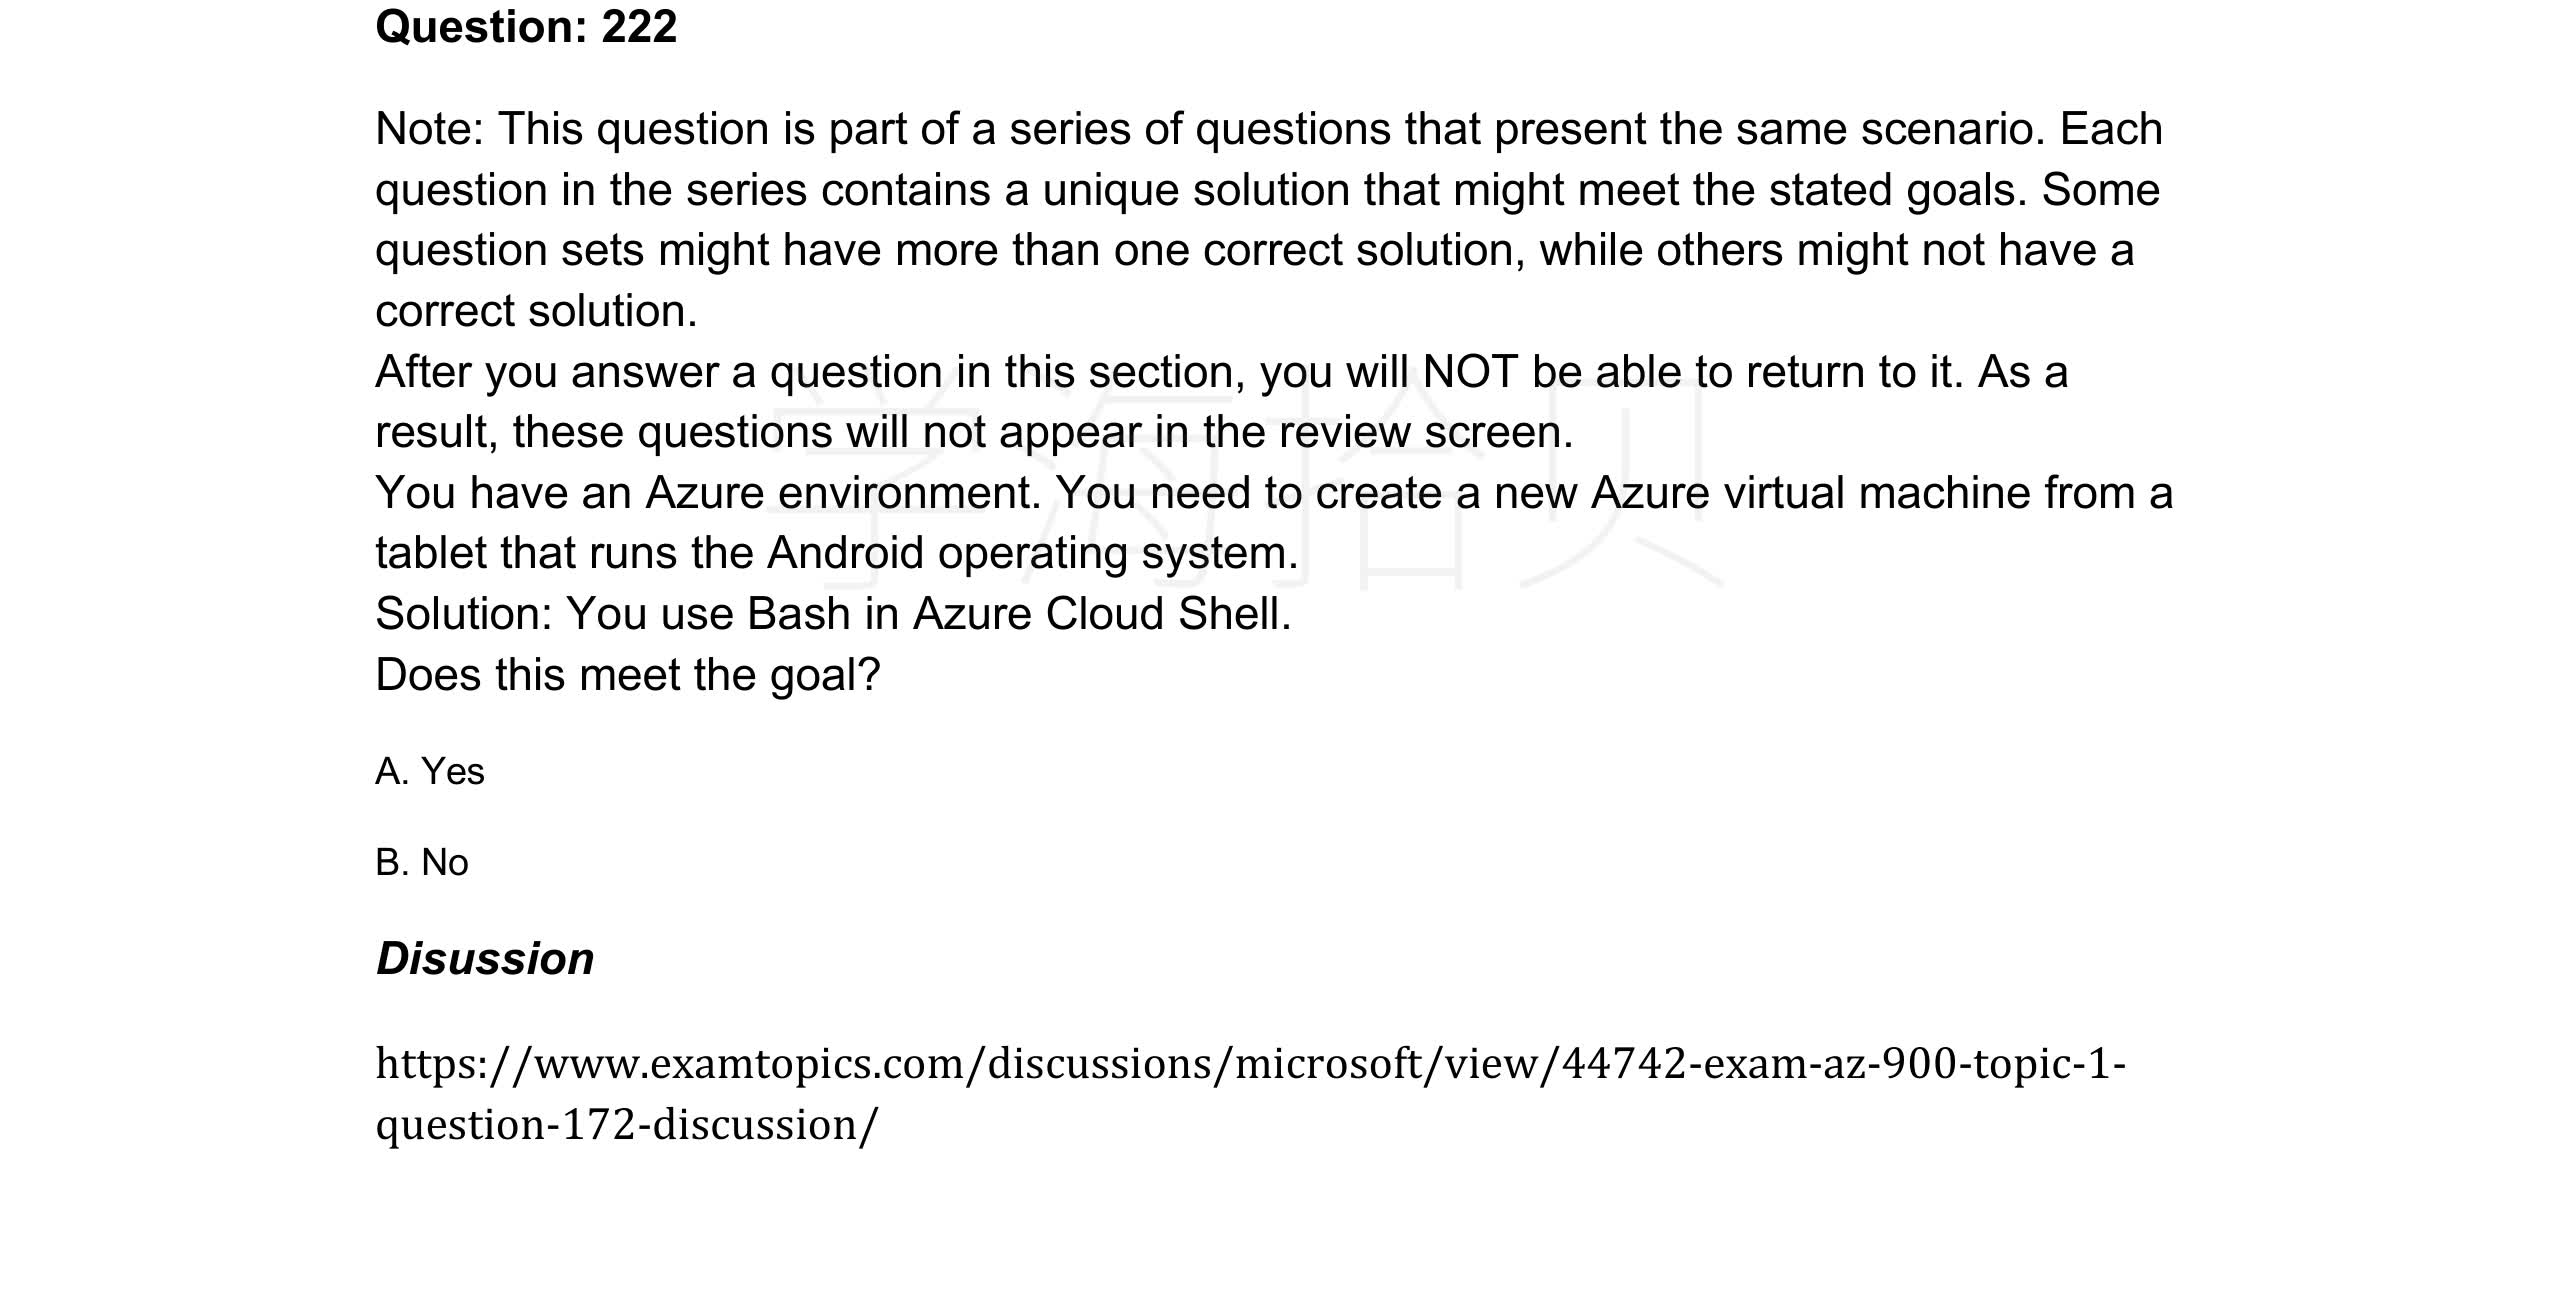 Question: 222
Note: This question is part of a series of questions that present the same scenario. Each
question in the series contains a unique solution that might meet the stated goals. Some
question sets might have more than one correct solution, while others might not have a
correct solution.
After you answer a question in this section, you will NOT be able to return to it. As a
result, these questions will not appear in the review screen.
You have an Azure environment. You need to create a new Azure virtual machine from a
tablet that runs the Android operating system.
Solution: You use Bash in Azure Cloud Shell.
Does this meet the goal?
A. Yes
B. No
Disussion
https://www.examtopics.com/discussions/microsoft/view/44742-exam-az-900-topic-1-
question-172-discussion/
学海拾贝